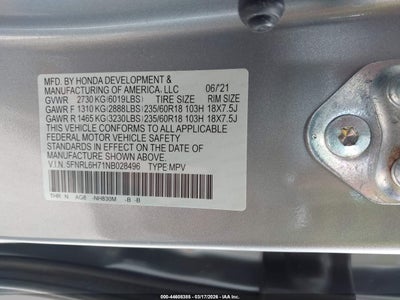 MFD. BY HONDA DEVELOPMENT &
MANUFACTURING OF AMERICA, LLC 06/21
GVWR 2730 KG(6019LBS) TIRE SIZE RIM SIZE
GAWR F 1310 KG(2888LBS) 235/60R18 103H 18X7.5J
GAWR R 1465 KG(3230LBS) 235/60R18 103H 18X7.5J
THIS VEHICLE CONFORMS TO ALL APPLICABLE
FEDERAL MOTOR VEHICLE SAFETY
STANDARDS IN EFFECT ON THE DATE OF
MANUFACTURE SHOWN ABOVE.
V.I.N. 5FNRL6H71NB028496 TYPE:MPV
THR N AGE -NH830M -B -B
000-44608385 - 03/17/2026 - IAA Inc.